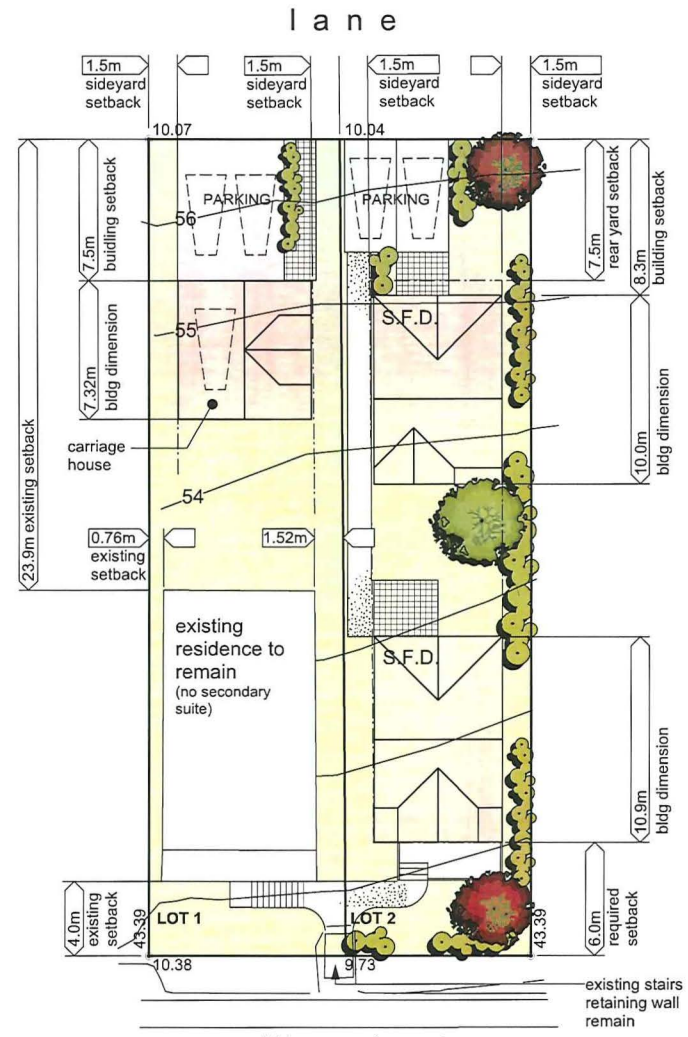 lane
1.5m
sideyard
setback
1.5m
sideyard
setback
1.5m
sideyard
setback
1.5m
sideyard
setback
10.07
10.04
PARKING
PARKING
56
7.5m
buidling setback
7.5m
rear yard setback
8.3m
building setback
55
S.F.D.
7.32m
bldg dimension
carriage
house
10.0m
bldg dimension
54
23.9m existing setback
0.76m
existing
setback
1.52m
existing
residence to
remain
(no secondary
suite)
S.F.D.
10.9m
bldg dimension
4.0m
existing
setback
43.39
LOT 1
LOT 2
43.39
6.0m
required
setback
10.38
9.73
existing stairs
retaining wall
remain